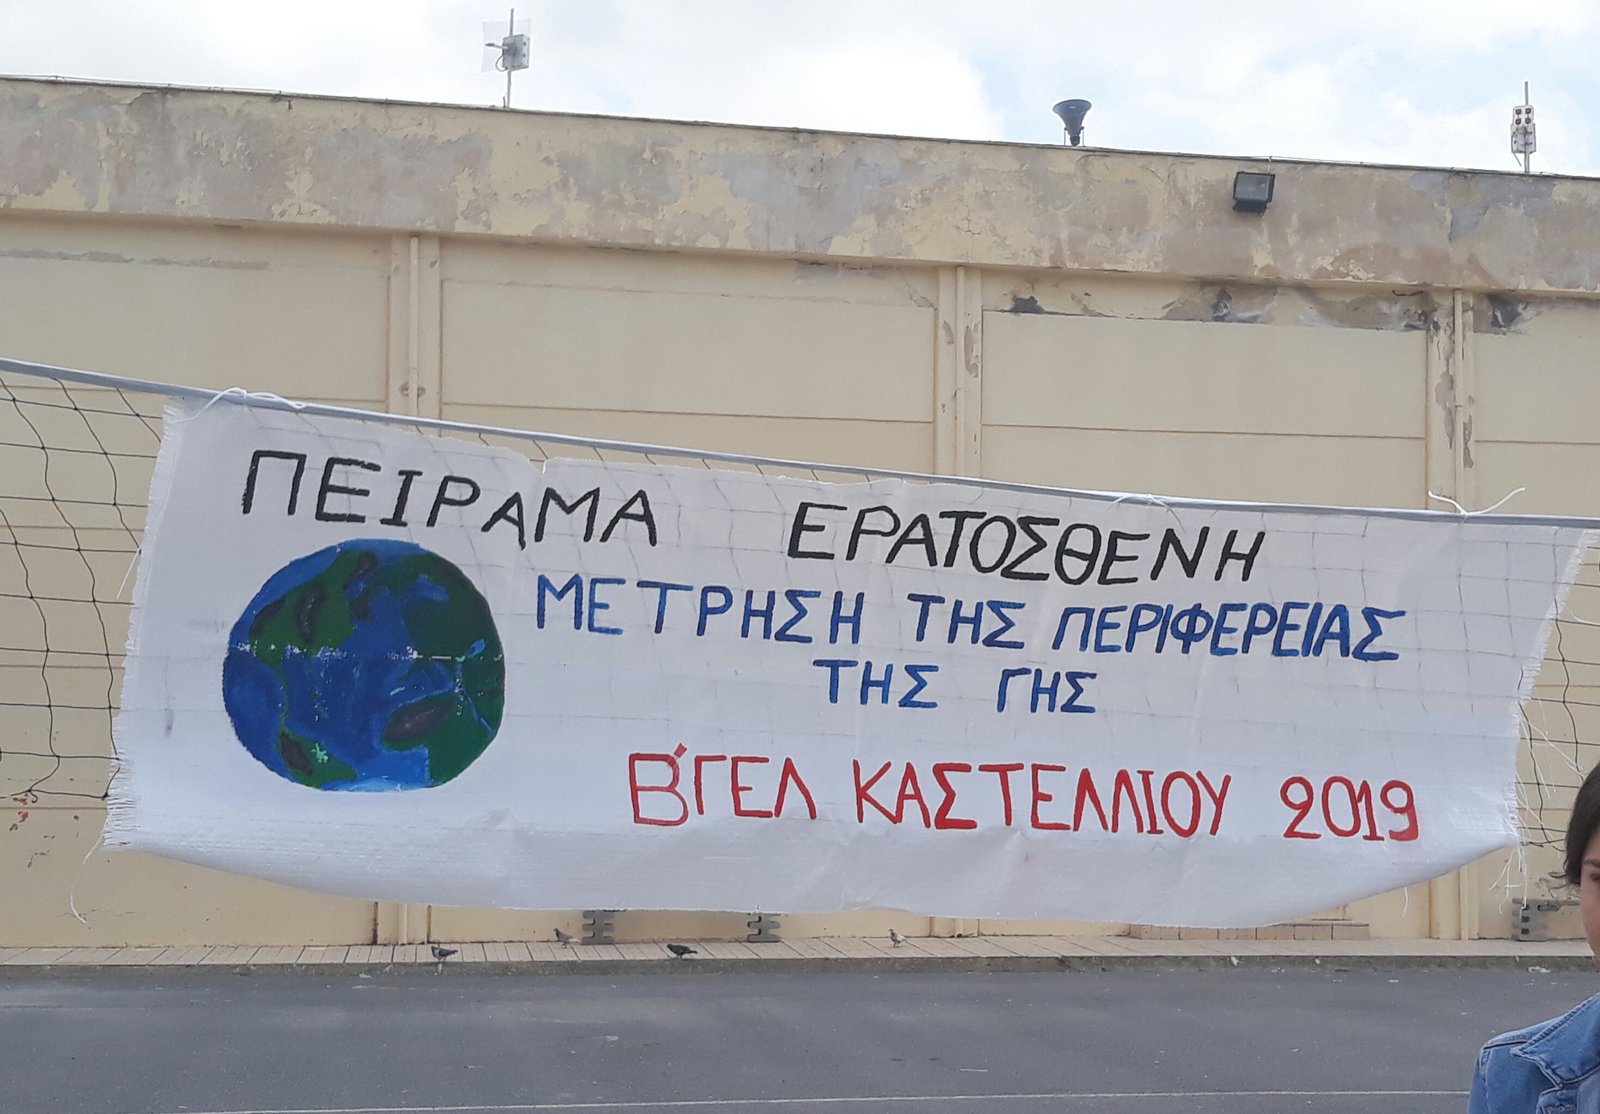 ΠΕΙΡΑΜΑ ΕΡΑΤΟΣΘΕΝΗ
ΜΕΤΡΗΣΗ ΤΗΣ ΠΕΡΙΦΕΡΕΙΑΣ
ΤΗΣ ΓΗΣ
Β'ΓΕΛ ΚΑΣΤΕΛΛΙΟΥ 2019